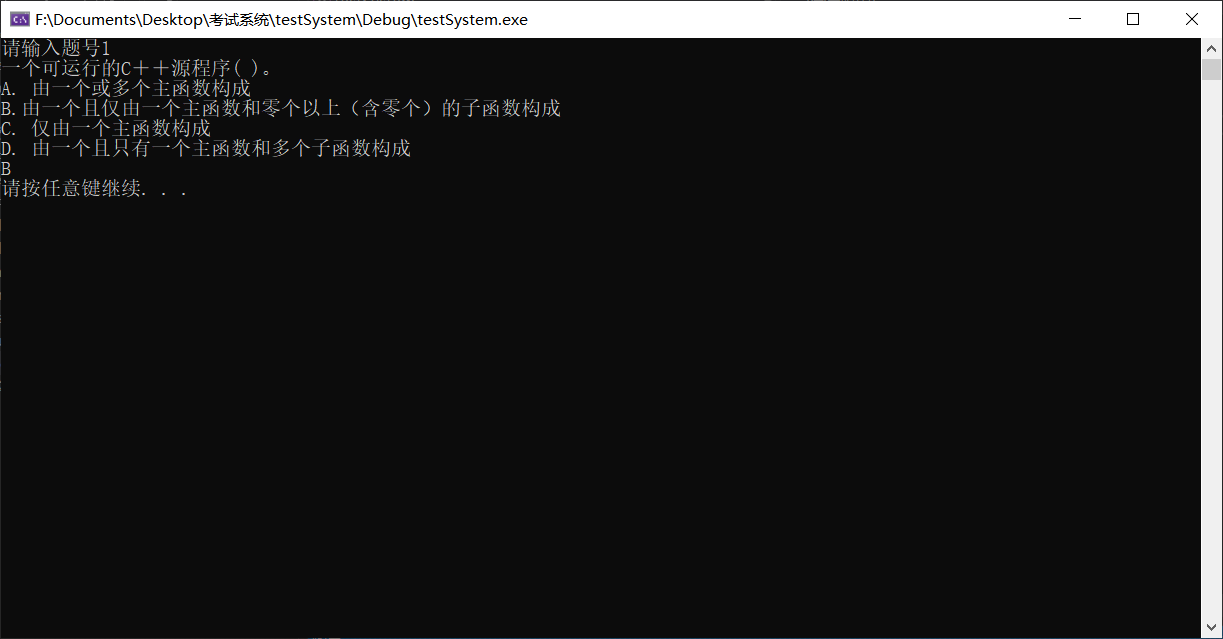 F:\Documents\Desktop\考试系统\testSystem\Debug\testSystem.exe
请输入题号1
一个可运行的C＋＋源程序( )。
A. 由一个或多个主函数构成
B.由一个且仅由一个主函数和零个以上（含零个）的子函数构成
C. 仅由一个主函数构成
D. 由一个且只有一个主函数和多个子函数构成
B
请按任意键继续. . .